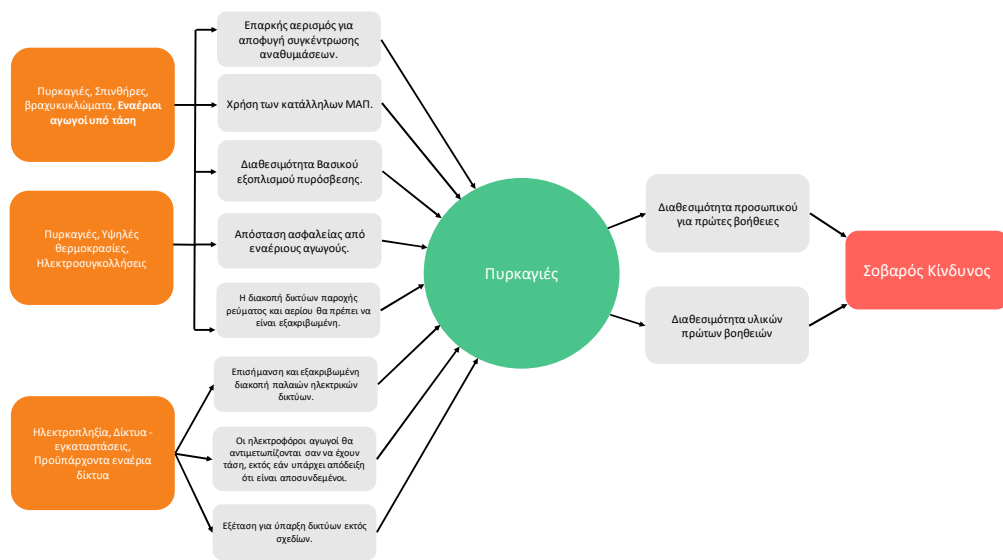 Πυρκαγιές, Σπινθήρες,
βραχυκυκλώματα, Εναέριοι
αγωγοί υπό τάση
Πυρκαγιές, Υψηλές
θερμοκρασίες,
Ηλεκτροσυγκολλήσεις
Ηλεκτροπληξία, Δίκτυα -
εγκαταστάσεις,
Προϋπάρχοντα εναέρια
δίκτυα
Επαρκής αερισμός για
αποφυγή συγκέντρωσης
αναθυμιάσεων.
Χρήση των κατάλληλων ΜΑΠ.
Διαθεσιμότητα Βασικού
εξοπλισμού πυρόσβεσης.
Απόσταση ασφαλείας από
εναέριους αγωγούς.
Η διακοπή δικτύων παροχής
ρεύματος και αερίου θα πρέπει να
είναι εξακριβωμένη.
Επισήμανση και εξακριβωμένη
διακοπή παλαιών ηλεκτρικών
δικτύων.
Οι ηλεκτροφόροι αγωγοί θα
αντιμετωπίζονται σαν να έχουν
τάση, εκτός εάν υπάρχει απόδειξη
ότι είναι αποσυνδεμένοι.
Εξέταση για ύπαρξη δικτύων εκτός
σχεδίων.
Πυρκαγιές
Διαθεσιμότητα προσωπικού
για πρώτες βοήθειες
Διαθεσιμότητα υλικών
πρώτων βοηθειών
Σοβαρός Κίνδυνος